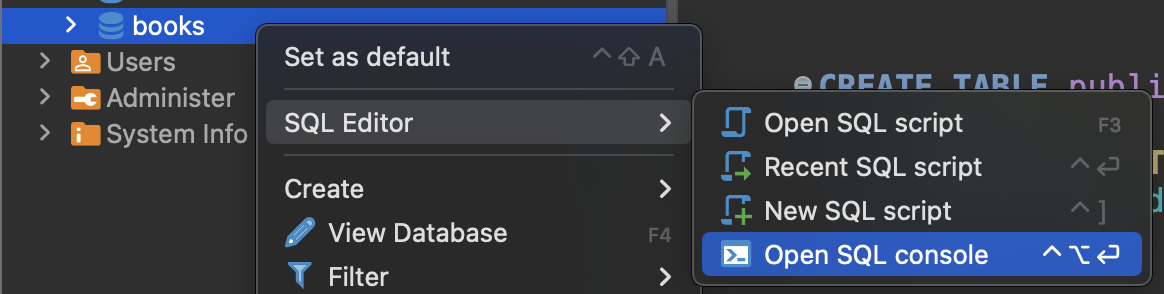 books
Users
Administer
System Info
Set as default ^⇧ A
SQL Editor
Create
View Database F4
Filter
CREATE TABLE publi
Open SQL script F3
Recent SQL script ^↩
New SQL script ^ ]
Open SQL console ^⌥↩